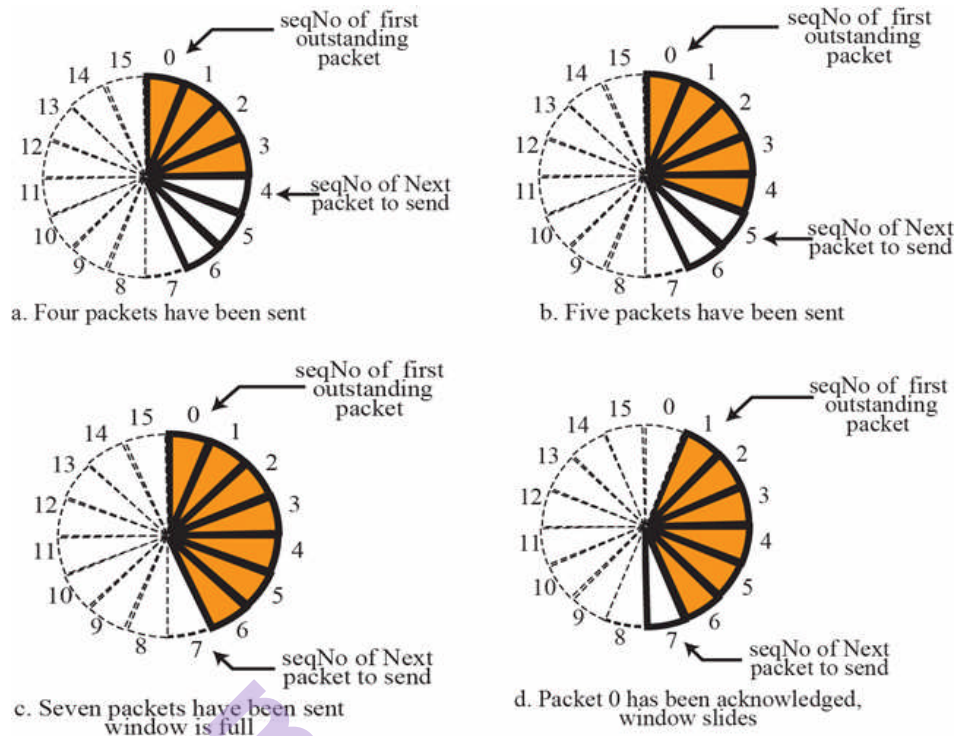 seqNo of first
outstanding
packet
0
1
2
3
4
5
6
7
8
9
10
11
12
13
14
15
seqNo of Next
packet to send
a. Four packets have been sent
seqNo of first
outstanding
packet
0
1
2
3
4
5
6
7
8
9
10
11
12
13
14
15
seqNo of Next
packet to send
b. Five packets have been sent
seqNo of first
outstanding
packet
0
1
2
3
4
5
6
7
8
9
10
11
12
13
14
15
seqNo of Next
packet to send
c. Seven packets have been sent
window is full
seqNo of first
outstanding
packet
0
1
2
3
4
5
6
7
8
9
10
11
12
13
14
15
seqNo of Next
packet to send
d. Packet 0 has been acknowledged,
window slides